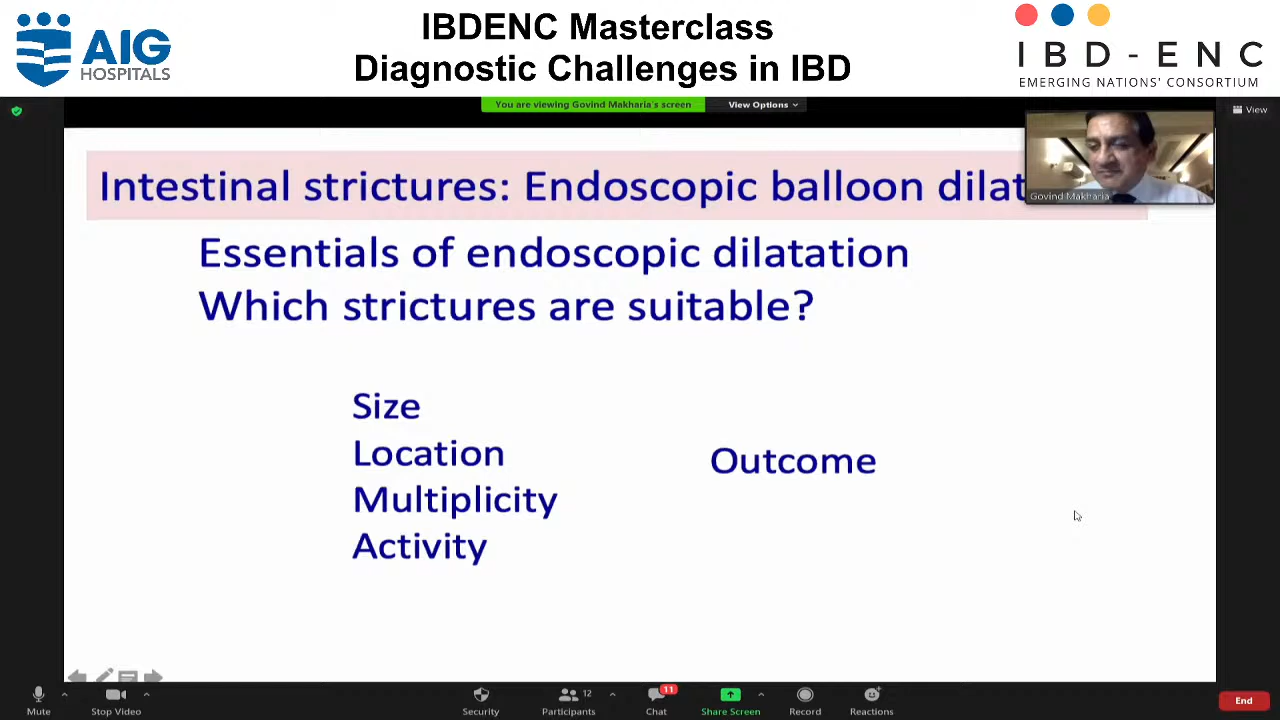 AIG
HOSPITALS
IBDENC Masterclass
Diagnostic Challenges in IBD
IBD-ENC
EMERGING NATIONS' CONSORTIUM
You are viewing Govind Makharia's screen
View Options
View
Intestinal strictures: Endoscopic balloon dilat
Govind Makharia
Essentials of endoscopic dilatation
Which strictures are suitable?
Size
Location
Multiplicity
Activity
Outcome
Mute
Stop Video
Security
Participants
12
Chat
11
Share Screen
Record
Reactions
End